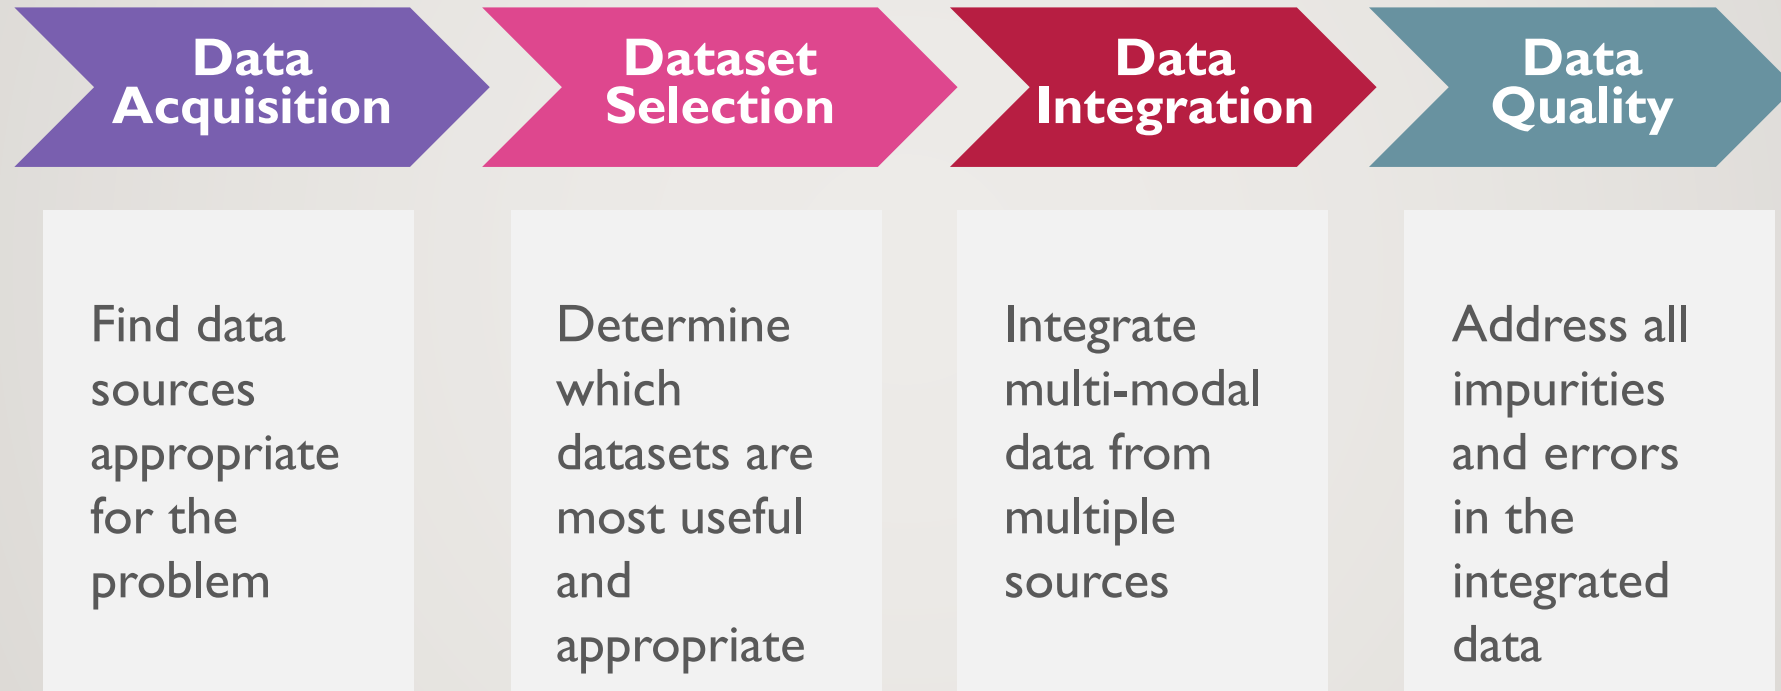 Data
Acquisition
Dataset
Selection
Data
Integration
Data
Quality
Find data
sources
appropriate
for the
problem
Determine
which
datasets are
most useful
and
appropriate
Integrate
multi-modal
data from
multiple
sources
Address all
impurities
and errors
in the
integrated
data